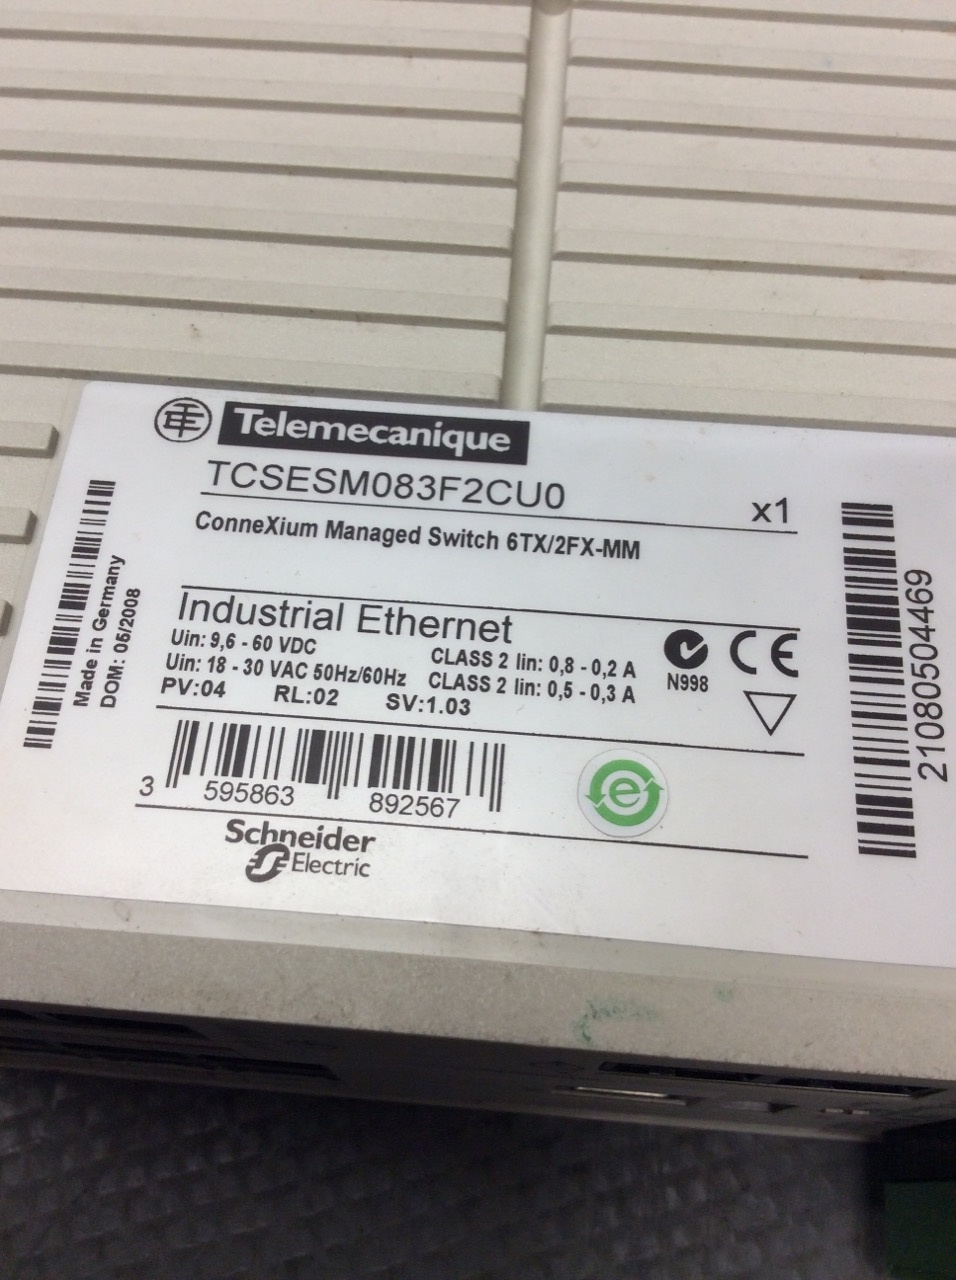 Telemecanique
TCSESM083F2CU0
x1
ConneXium Managed Switch 6TX/2FX-MM
Industrial Ethernet
Uin: 9,6 - 60 VDC CLASS 2 Iin: 0,8 - 0,2 A
Uin: 18 - 30 VAC 50Hz/60Hz CLASS 2 Iin: 0,5 - 0,3 A
PV:04 RL:02 SV:1.03
N998
CE
Made in Germany
DOM: 05/2008
3 595863 892567
e
Schneider
Electric
210805044469